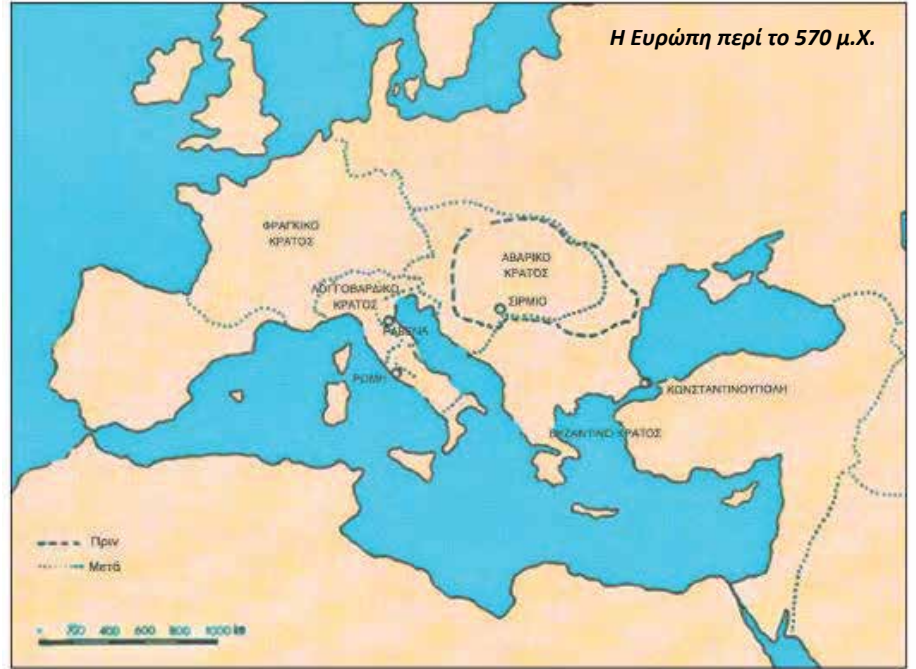 Η Ευρώπη περί το 570 μ.Χ.
ΦΡΑΓΚΙΚΟ
ΚΡΑΤΟΣ
ΑΒΑΡΙΚΟ
ΚΡΑΤΟΣ
ΛΟΓΓΟΒΑΡΔΙΚΟ
ΚΡΑΤΟΣ
ΣΙΡΜΙΟ
ΡΑΒΕΝΑ
ΡΩΜΗ
ΚΩΝΣΤΑΝΤΙΝΟΥΠΟΛΗ
ΒΥΖΑΝΤΙΝΟ ΚΡΑΤΟΣ
Πριν
Μετά
400 600 800 1000